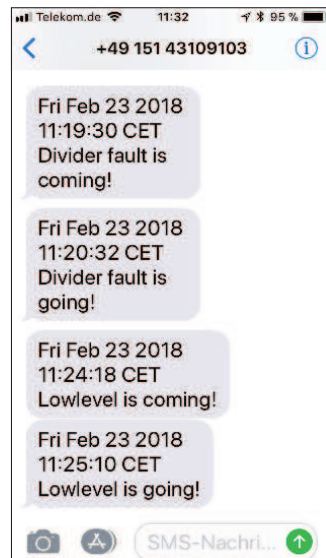 Telekom.de 11:32 95 %
+49 151 43109103
Fri Feb 23 2018
11:19:30 CET
Divider fault is
coming!
Fri Feb 23 2018
11:20:32 CET
Divider fault is
going!
Fri Feb 23 2018
11:24:18 CET
Lowlevel is coming!
Fri Feb 23 2018
11:25:10 CET
Lowlevel is going!
SMS-Nachri...